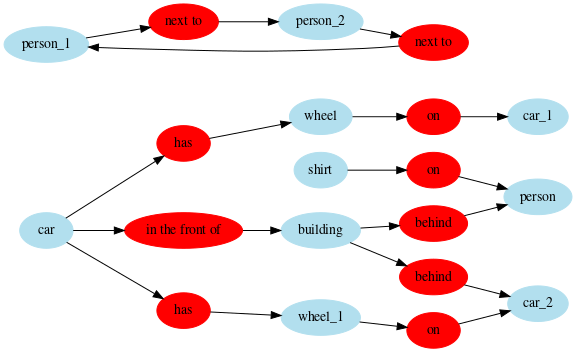 next to
person_2
person_1
next to
wheel
on
car_1
has
shirt
on
person
car
in the front of
building
behind
behind
car_2
has
wheel_1
on